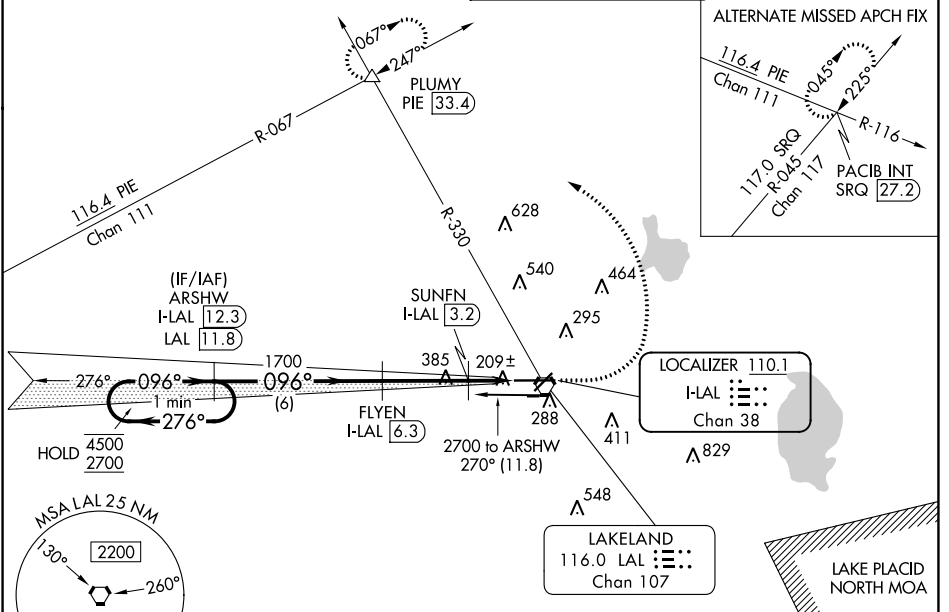 ALTERNATE MISSED APCH FIX
116.4 PIE
Chan 111
045°
225°
R-116
117.0 SRQ
R-045
Chan 117
PACIB INT
SRQ 27.2
067°
247°
PLUMY
PIE 33.4
R-067
116.4 PIE
Chan 111
R-330
628
540
464
295
(IF/IAF)
ARSHW
I-LAL 12.3
LAL 11.8
SUNFN
I-LAL 3.2
1700
385
209±
276°
096°
096°
1 min
(6)
276°
FLYEN
I-LAL 6.3
288
LOCALIZER 110.1
I-LAL
Chan 38
HOLD 4500
2700
2700 to ARSHW
270° (11.8)
411
829
548
MSA LAL 25 NM
130°
2200
260°
LAKELAND
116.0 LAL
Chan 107
LAKE PLACID
NORTH MOA